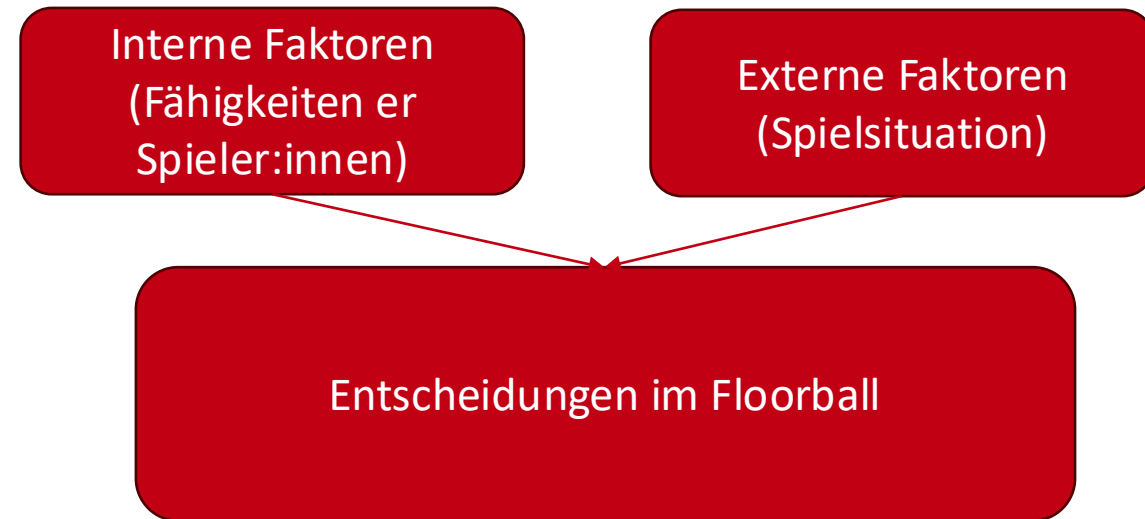 Interne Faktoren
(Fähigkeiten er
Spieler:innen)
Externe Faktoren
(Spielsituation)
Entscheidungen im Floorball